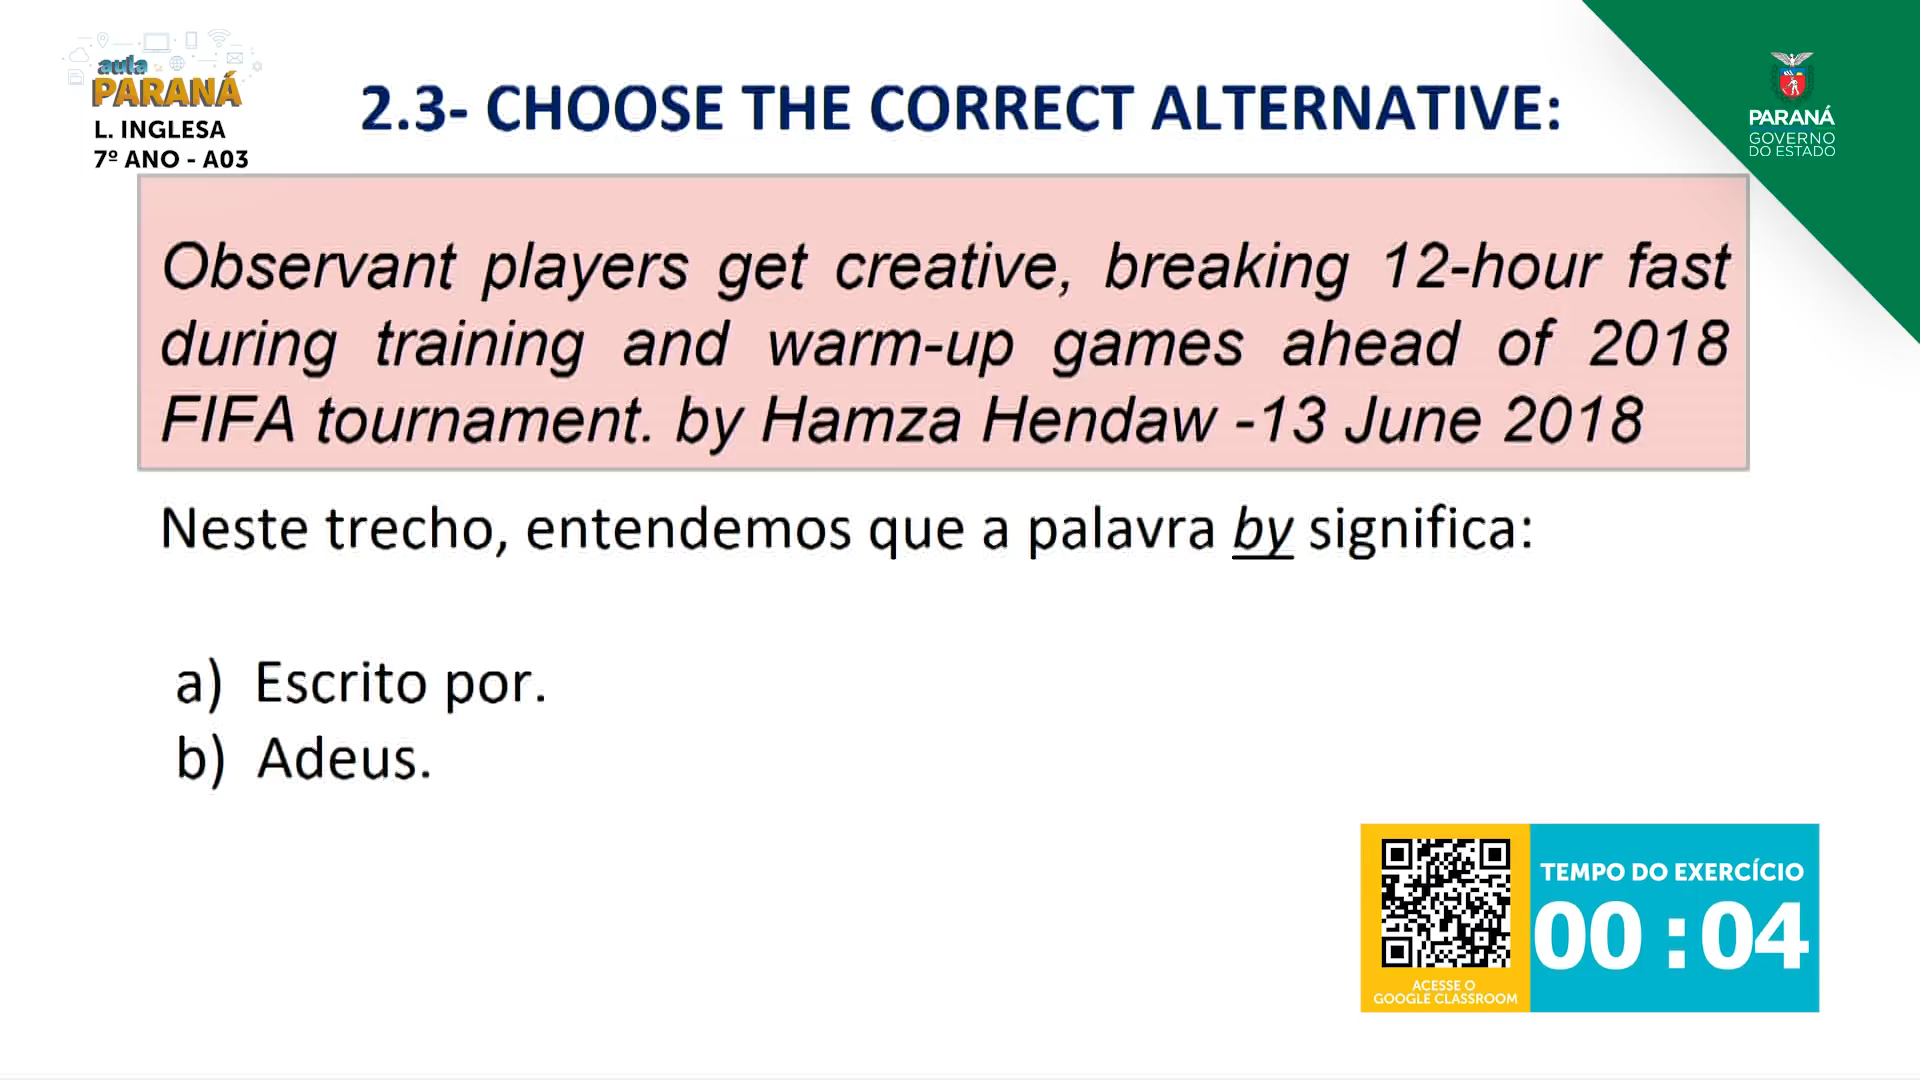 aula
PARANÁ
L. INGLESA
7º ANO - A03
2.3- CHOOSE THE CORRECT ALTERNATIVE:
PARANÁ
GOVERNO
DO ESTADO
Observant players get creative, breaking 12-hour fast
during training and warm-up games ahead of 2018
FIFA tournament. by Hamza Hendaw -13 June 2018
Neste trecho, entendemos que a palavra by significa:
a) Escrito por.
b) Adeus.
TEMPO DO EXERCÍCIO
00 : 04
ACESSE O
GOOGLE CLASSROOM